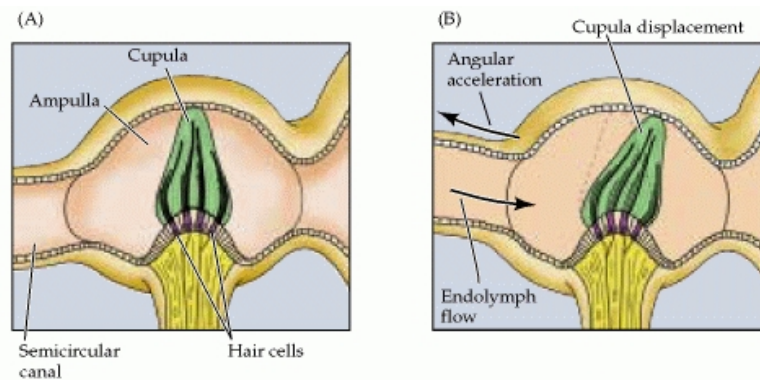 (A)
Cupula
Ampulla
Semicircular
canal
Hair cells
(B)
Cupula displacement
Angular
acceleration
Endolymph
flow